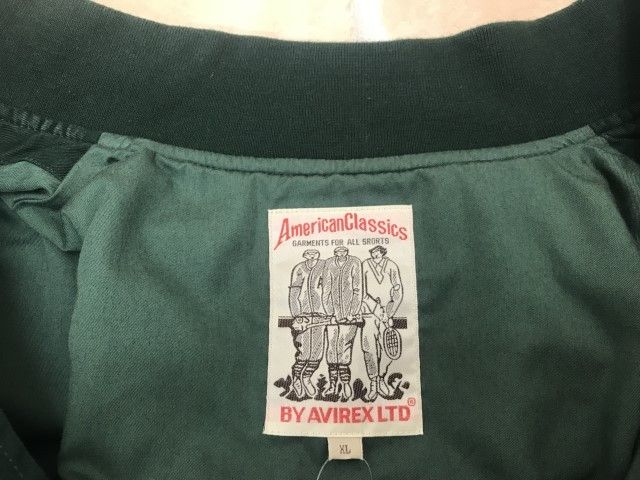 AmericanClassics
GARMENTS FOR ALL SPORTS
BY AVIREX LTD ®
XL